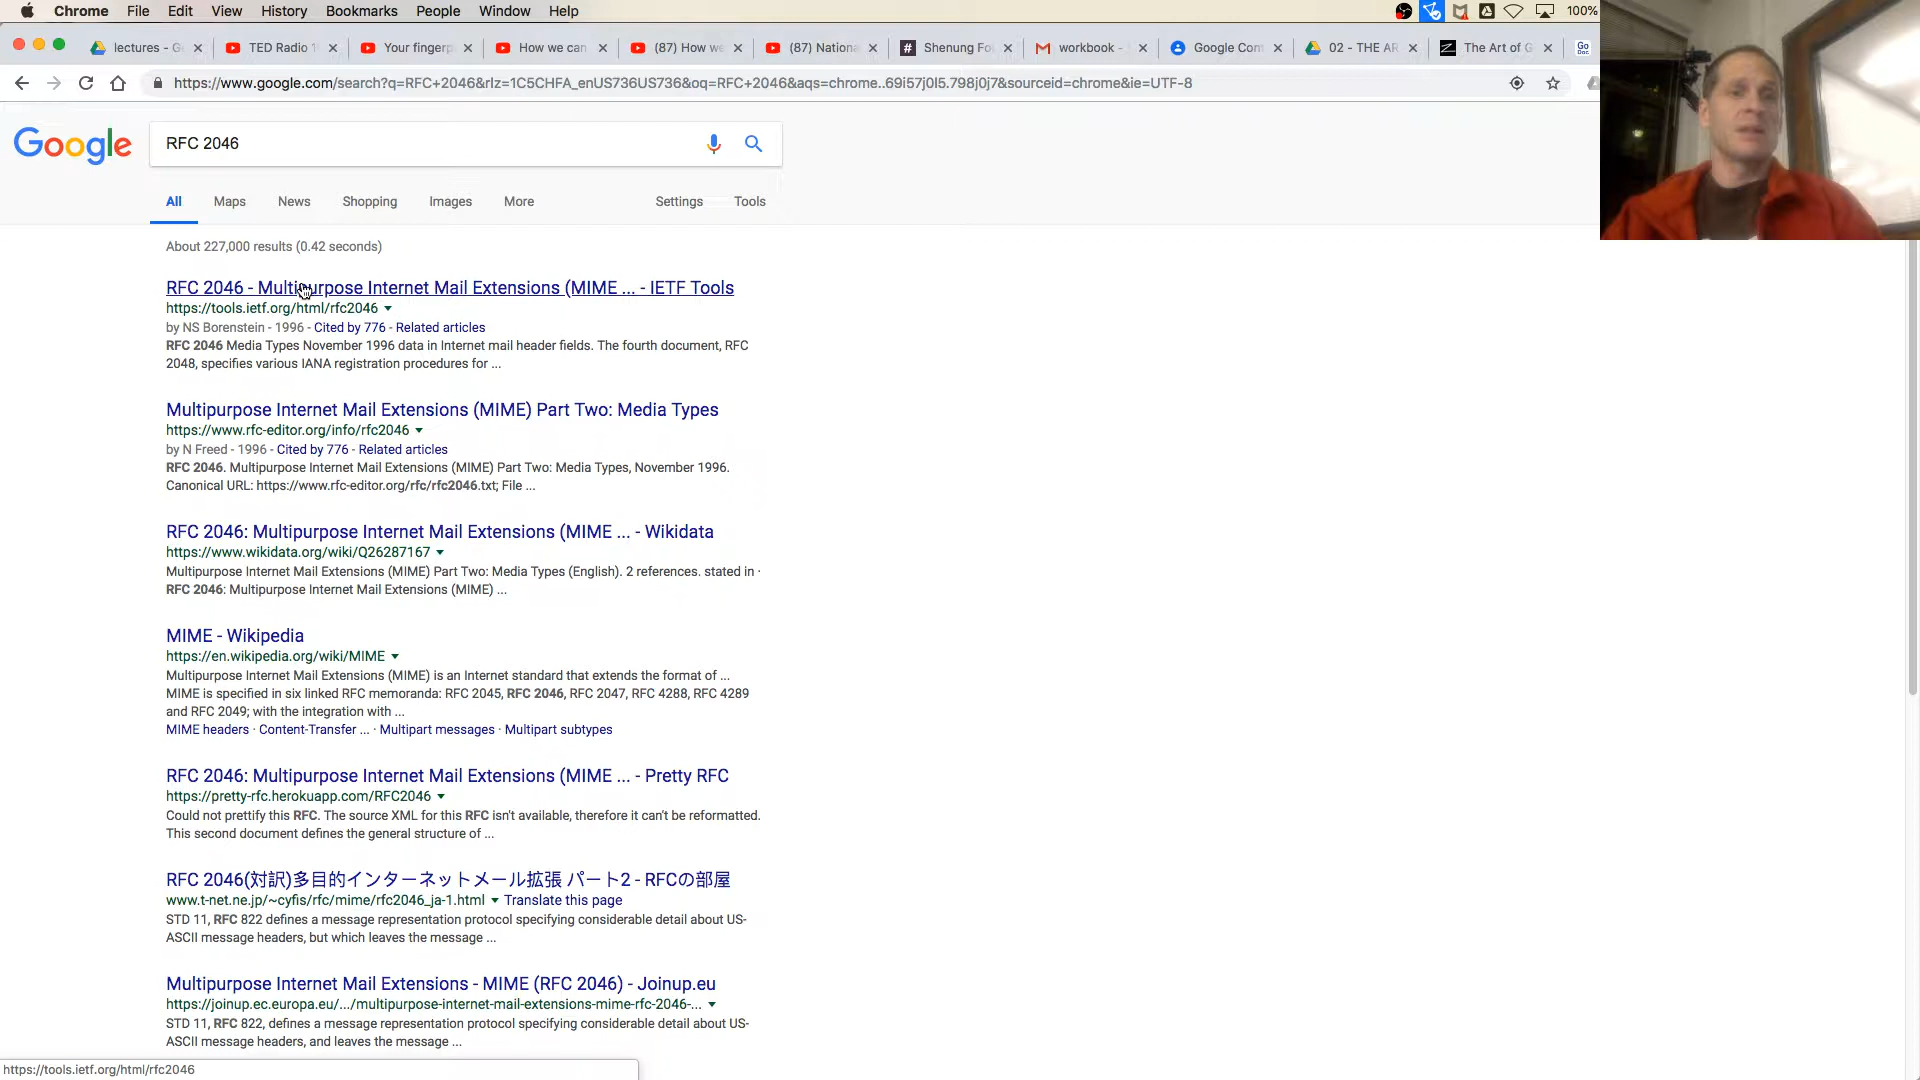 Chrome File Edit View History Bookmarks People Window Help 100%
lectures - G
TED Radio 1
Your fingerp
How we can
(87) How we
(87) Nationa
Shenung Fo
workbook -
Google Con
02 - THE AR
The Art of G
Go Doc
https://www.google.com/search?q=RFC+2046&rlz=1C5CHFA_enUS736US736&oq=RFC+2046&aqs=chrome..69i57j0l5.798j0j7&sourceid=chrome&ie=UTF-8
Google
RFC 2046
All Maps News Shopping Images More Settings Tools
About 227,000 results (0.42 seconds)
RFC 2046 - Multipurpose Internet Mail Extensions (MIME ... - IETF Tools
https://tools.ietf.org/html/rfc2046
by NS Borenstein - 1996 - Cited by 776 - Related articles
RFC 2046 Media Types November 1996 data in Internet mail header fields. The fourth document, RFC
2048, specifies various IANA registration procedures for ...
Multipurpose Internet Mail Extensions (MIME) Part Two: Media Types
https://www.rfc-editor.org/info/rfc2046
by N Freed - 1996 - Cited by 776 - Related articles
RFC 2046. Multipurpose Internet Mail Extensions (MIME) Part Two: Media Types, November 1996.
Canonical URL: https://www.rfc-editor.org/rfc/rfc2046.txt; File ...
RFC 2046: Multipurpose Internet Mail Extensions (MIME ... - Wikidata
https://www.wikidata.org/wiki/Q26287167
Multipurpose Internet Mail Extensions (MIME) Part Two: Media Types (English). 2 references. stated in ·
RFC 2046: Multipurpose Internet Mail Extensions (MIME) ...
MIME - Wikipedia
https://en.wikipedia.org/wiki/MIME
Multipurpose Internet Mail Extensions (MIME) is an Internet standard that extends the format of ...
MIME is specified in six linked RFC memoranda: RFC 2045, RFC 2046, RFC 2047, RFC 4288, RFC 4289
and RFC 2049; with the integration with ...
MIME headers · Content-Transfer ... · Multipart messages · Multipart subtypes
RFC 2046: Multipurpose Internet Mail Extensions (MIME ... - Pretty RFC
https://pretty-rfc.herokuapp.com/RFC2046
Could not prettify this RFC. The source XML for this RFC isn't available, therefore it can't be reformatted.
This second document defines the general structure of ...
RFC 2046(対訳)多目的インターネットメール拡張 パート2 - RFCの部屋
www.t-net.ne.jp/~cyfis/rfc/mime/rfc2046_ja-1.html Translate this page
STD 11, RFC 822 defines a message representation protocol specifying considerable detail about US-
ASCII message headers, but which leaves the message ...
Multipurpose Internet Mail Extensions - MIME (RFC 2046) - Joinup.eu
https://joinup.ec.europa.eu/.../multipurpose-internet-mail-extensions-mime-rfc-2046-...
STD 11, RFC 822, defines a message representation protocol specifying considerable detail about US-
ASCII message headers, and leaves the message ...
https://tools.ietf.org/html/rfc2046